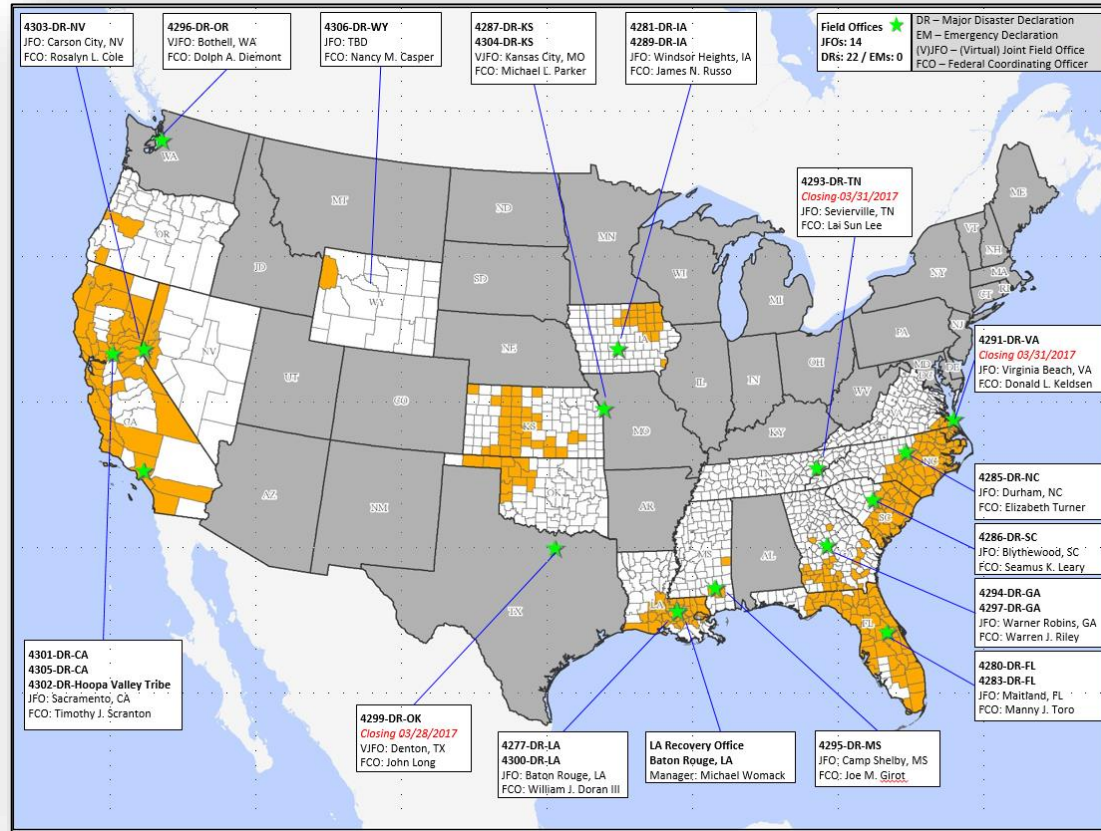 4303-DR-NV
JFO: Carson City, NV
FCO: Rosalyn L. Cole
4296-DR-OR
VJFO: Bothell, WA
FCO: Dolph A. Diemont
4306-DR-WY
JFO: TBD
FCO: Nancy M. Casper
4287-DR-KS
4304-DR-KS
VJFO: Kansas City, MO
FCO: Michael L. Parker
4281-DR-IA
4289-DR-IA
JFO: Windsor Heights, IA
FCO: James N. Russo
Field Offices
JFOs: 14
DRs: 22 / EMs: 0
DR – Major Disaster Declaration
EM – Emergency Declaration
(V)JFO – (Virtual) Joint Field Office
FCO – Federal Coordinating Officer
4293-DR-TN
Closing 03/31/2017
JFO: Sevierville, TN
FCO: Lai Sun Lee
WA
MT
ND
MN
ME
OR
ID
WY
SD
WI
MI
VT
NH
NY
MA
CT
RI
NV
UT
CO
NE
IA
IL
IN
OH
PA
NJ
MD
WV
CA
KS
MO
KY
AZ
NM
OK
AR
TN
NC
SC
TX
LA
MS
AL
FL
4291-DR-VA
Closing 03/31/2017
JFO: Virginia Beach, VA
FCO: Donald L. Keldsen
4285-DR-NC
JFO: Durham, NC
FCO: Elizabeth Turner
4286-DR-SC
JFO: Blythewood, SC
FCO: Seamus K. Leary
4294-DR-GA
4297-DR-GA
JFO: Warner Robins, GA
FCO: Warren J. Riley
4280-DR-FL
4283-DR-FL
JFO: Maitland, FL
FCO: Manny J. Toro
4301-DR-CA
4305-DR-CA
4302-DR-Hoopa Valley Tribe
JFO: Sacramento, CA
FCO: Timothy J. Scranton
4299-DR-OK
Closing 03/28/2017
VJFO: Denton, TX
FCO: John Long
4277-DR-LA
4300-DR-LA
JFO: Baton Rouge, LA
FCO: William J. Doran III
LA Recovery Office
Baton Rouge, LA
Manager: Michael Womack
4295-DR-MS
JFO: Camp Shelby, MS
FCO: Joe M. Girot